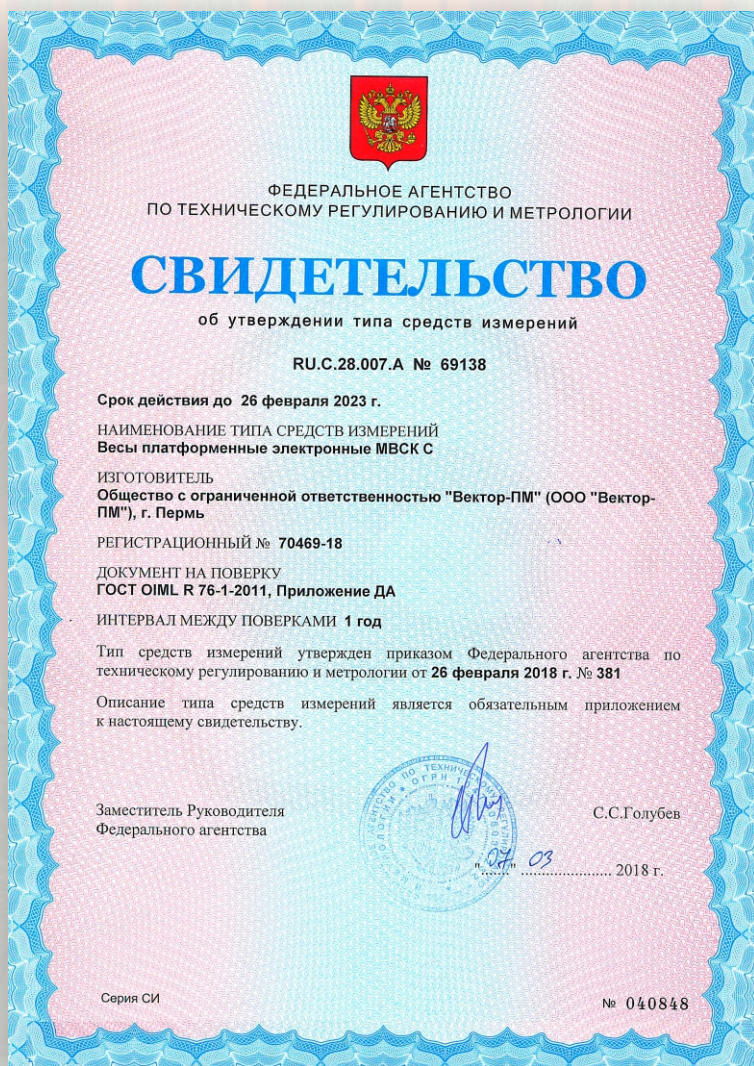 ФЕДЕРАЛЬНОЕ АГЕНТСТВО
ПО ТЕХНИЧЕСКОМУ РЕГУЛИРОВАНИЮ И МЕТРОЛОГИИ
СВИДЕТЕЛЬСТВО
об утверждении типа средств измерений
RU.C.28.007.A № 69138
Срок действия до 26 февраля 2023 г.
НАИМЕНОВАНИЕ ТИПА СРЕДСТВ ИЗМЕРЕНИЙ
Весы платформенные электронные МВСК С
ИЗГОТОВИТЕЛЬ
Общество с ограниченной ответственностью "Вектор-ПМ" (ООО "Вектор-
ПМ"), г. Пермь
РЕГИСТРАЦИОННЫЙ № 70469-18
ДОКУМЕНТ НА ПОВЕРКУ
ГОСТ OIML R 76-1-2011, Приложение ДА
ИНТЕРВАЛ МЕЖДУ ПОВЕРКАМИ 1 год
Тип средств измерений утвержден приказом Федерального агентства по
техническому регулированию и метрологии от 26 февраля 2018 г. № 381
Описание типа средств измерений является обязательным приложением
к настоящему свидетельству.
Заместитель Руководителя
Федерального агентства
С.С.Голубев
"07" 03 2018 г.
Серия СИ
№ 040848